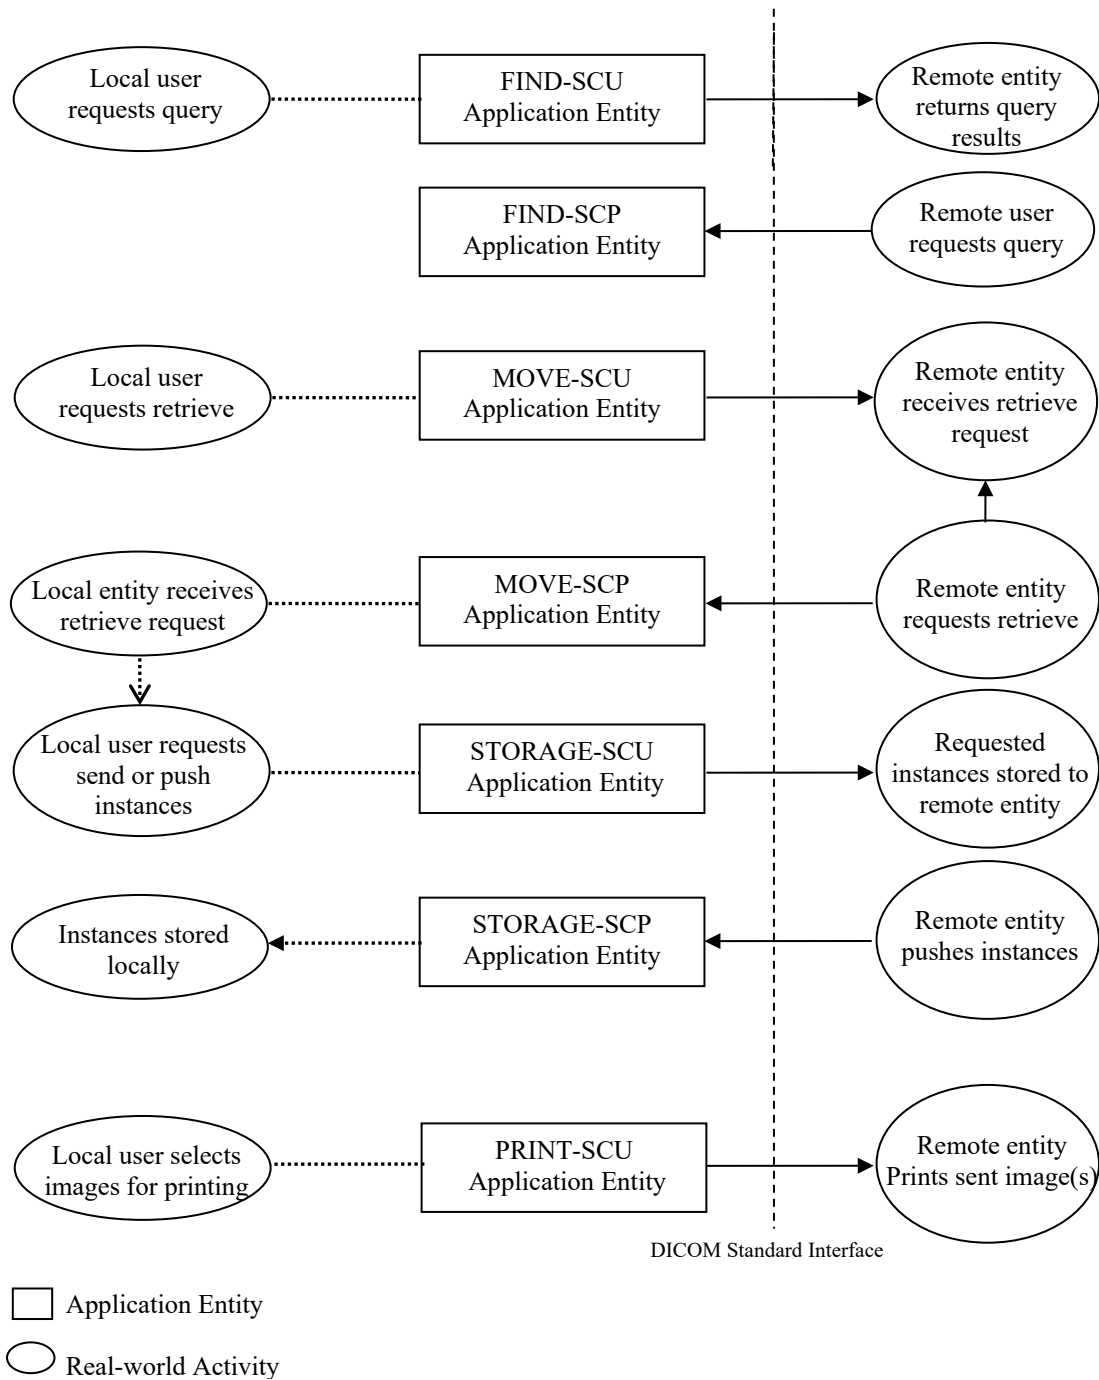 Local user
requests query
FIND-SCU
Application Entity
Remote entity
returns query
results
FIND-SCP
Application Entity
Remote user
requests query
Local user
requests retrieve
MOVE-SCU
Application Entity
Remote entity
receives retrieve
request
Local entity receives
retrieve request
MOVE-SCP
Application Entity
Remote entity
requests retrieve
Local user requests
send or push
instances
STORAGE-SCU
Application Entity
Requested
instances stored to
remote entity
Instances stored
locally
STORAGE-SCP
Application Entity
Remote entity
pushes instances
Local user selects
images for printing
PRINT-SCU
Application Entity
Remote entity
Prints sent image(s)
DICOM Standard Interface
Application Entity
Real-world Activity